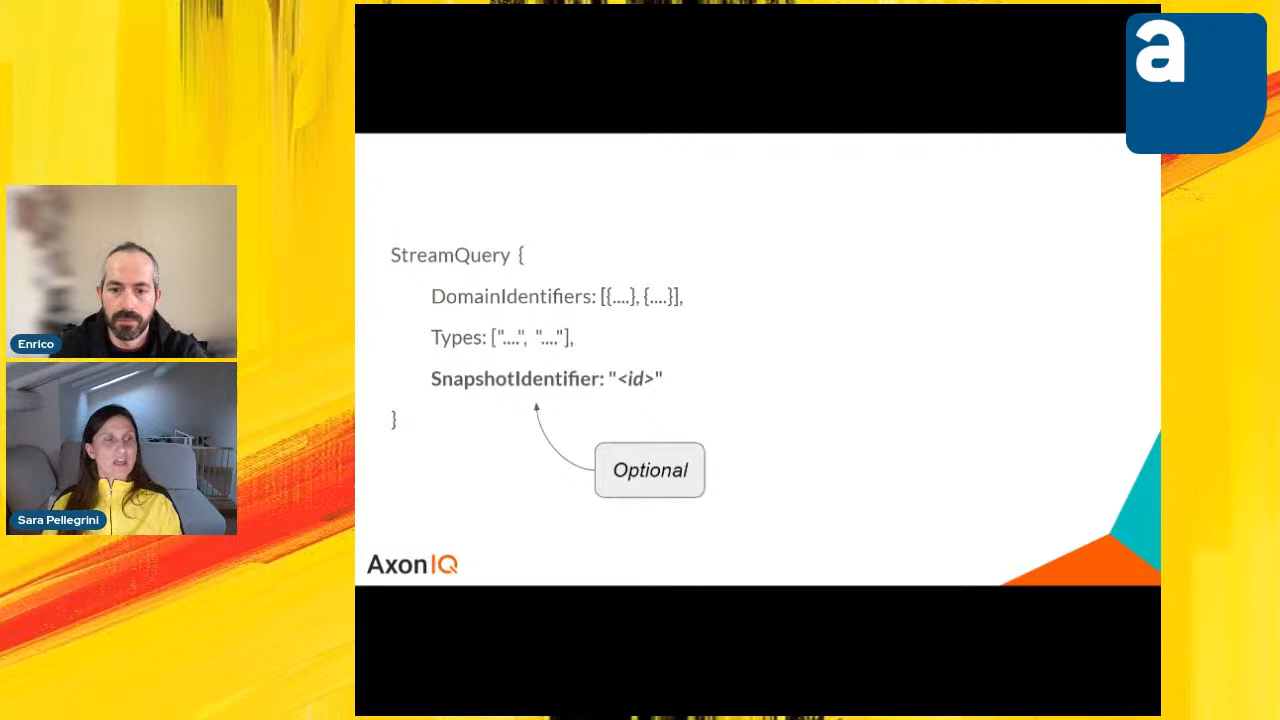 a
StreamQuery {
DomainIdentifiers: [{....}, {....}],
Types: ["....", "...."],
SnapshotIdentifier: "<id>"
}
Optional
AxonIQ
Enrico
Sara Pellegrini